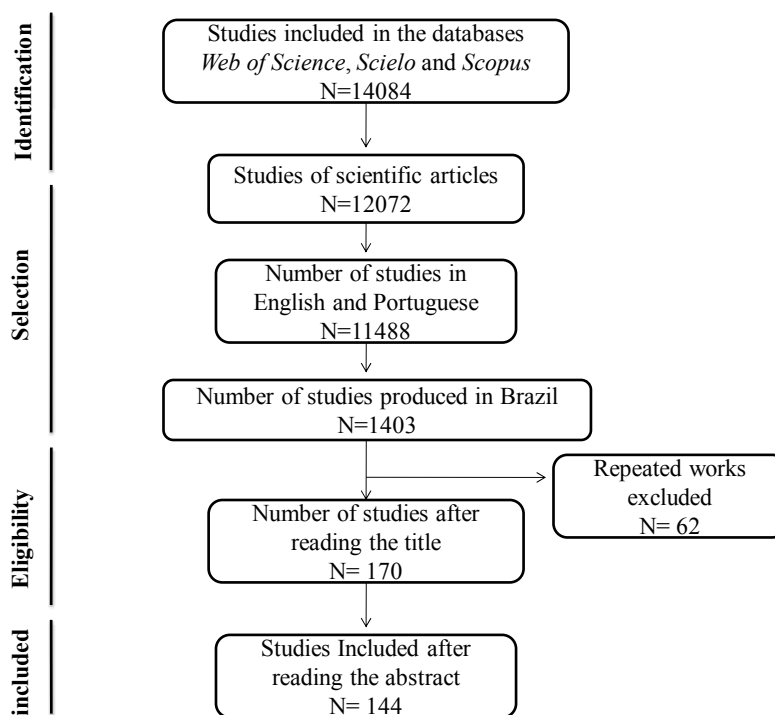 Identification
Studies included in the databases
Web of Science, Scielo and Scopus
N=14084
Selection
Studies of scientific articles
N=12072
Number of studies in
English and Portuguese
N=11488
Number of studies produced in Brazil
N=1403
Eligibility
Repeated works
excluded
N= 62
Number of studies after
reading the title
N= 170
included
Studies Included after
reading the abstract
N= 144